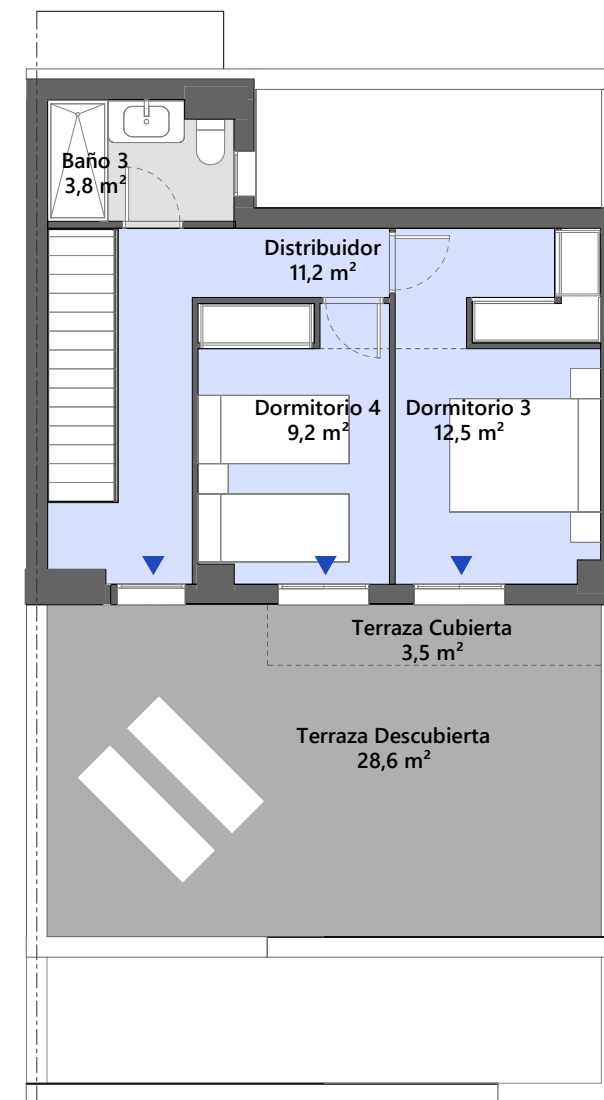 Baño 3
3,8 m²
Distribuidor
11,2 m²
Dormitorio 4
9,2 m²
Dormitorio 3
12,5 m²
Terraza Cubierta
3,5 m²
Terraza Descubierta
28,6 m²